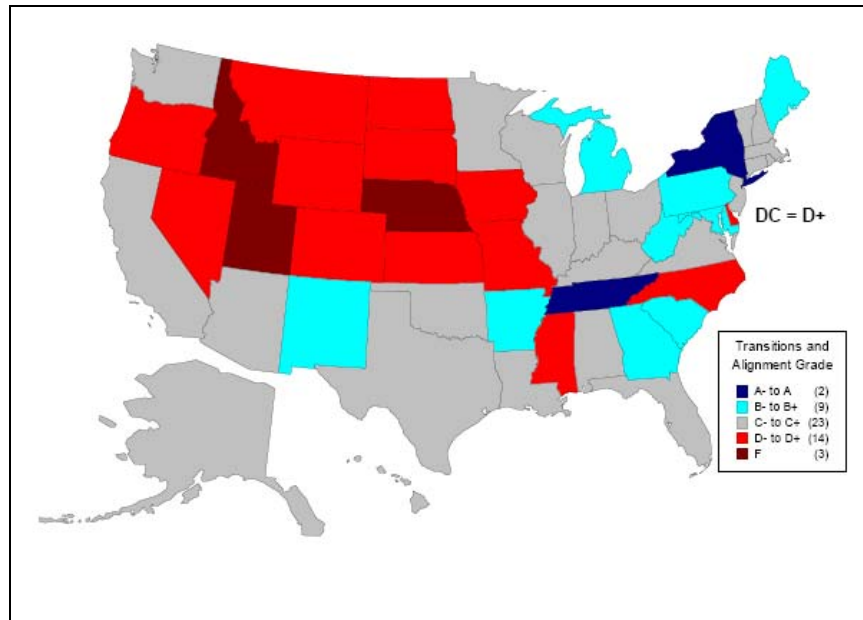 DC = D+
Transitions and
Alignment Grade
A- to A (2)
B- to B+ (9)
C- to C+ (23)
D- to D+ (14)
F (3)